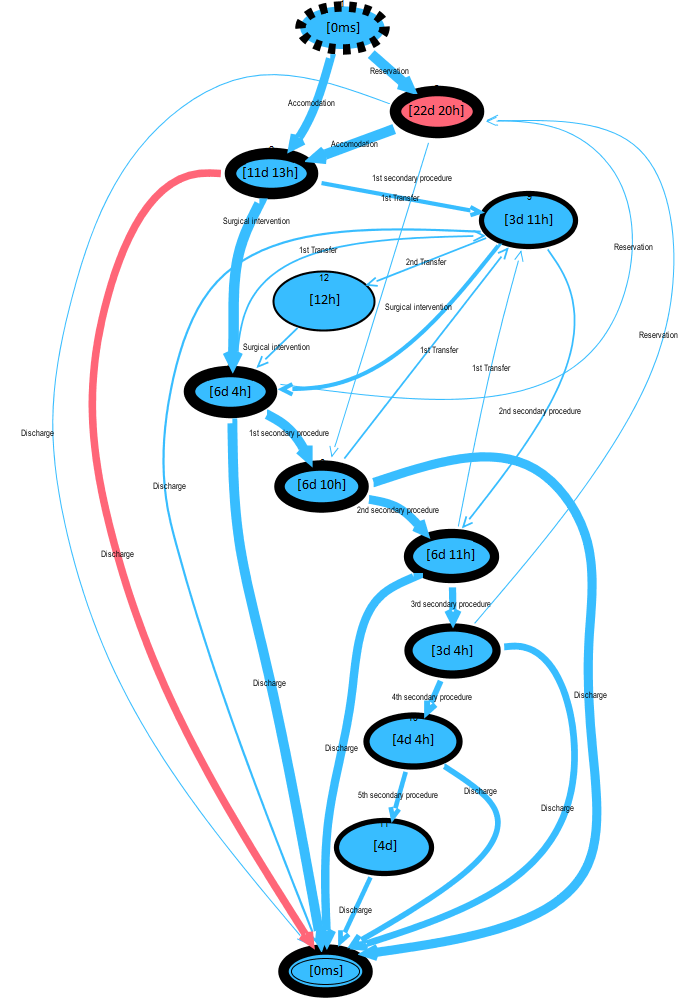 [0ms]
Reservation
Accomodation
[22d 20h]
Accomodation
[11d 13h]
1st secondary procedure
1st Transfer
[3d 11h]
Surgical intervention
1st Transfer
Reservation
2nd Transfer
12
[12h]
Surgical intervention
Reservation
Surgical intervention
1st Transfer
1st Transfer
[6d 4h]
2nd secondary procedure
Discharge
1st secondary procedure
[6d 10h]
Discharge
2nd secondary procedure
Discharge
[6d 11h]
3rd secondary procedure
[3d 4h]
Discharge
Discharge
4th secondary procedure
[4d 4h]
Discharge
Discharge
5th secondary procedure
Discharge
11
[4d]
Discharge
[0ms]